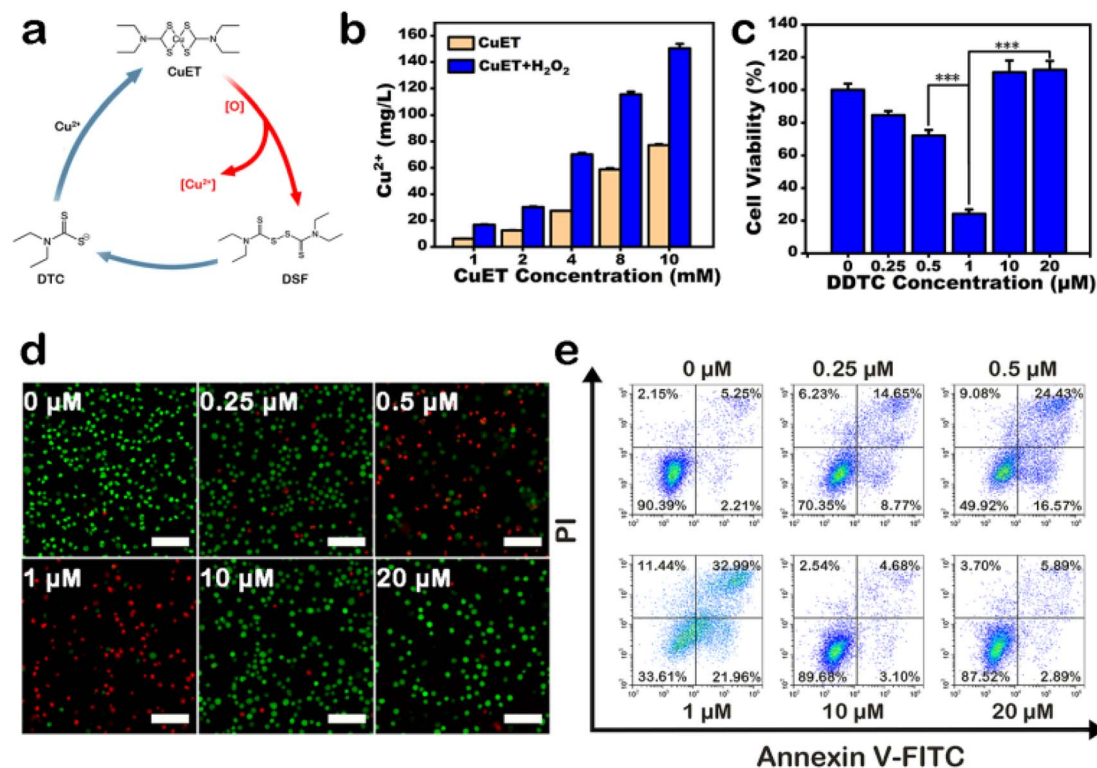 a
CuET
[O]
Cu²⁺
[Cu²⁺]
DTC
DSF
b
CuET
CuET+H₂O₂
Cu²⁺ (mg/L)
160
140
120
100
80
60
40
20
0
1 2 4 8 10
CuET Concentration (mM)
c
***
***
Cell Viability (%)
140
120
100
80
60
40
20
0
0 0.25 0.5 1 10 20
DDTC Concentration (µM)
d
0 µM 0.25 µM 0.5 µM
1 µM 10 µM 20 µM
e
0 µM 0.25 µM 0.5 µM
2.15% 5.25% 6.23% 14.65% 9.08% 24.43%
90.39% 2.21% 70.35% 8.77% 49.92% 16.57%
PI
11.44% 32.99% 2.54% 4.68% 3.70% 5.89%
33.61% 21.96% 89.68% 3.10% 87.52% 2.89%
1 µM 10 µM 20 µM
Annexin V-FITC